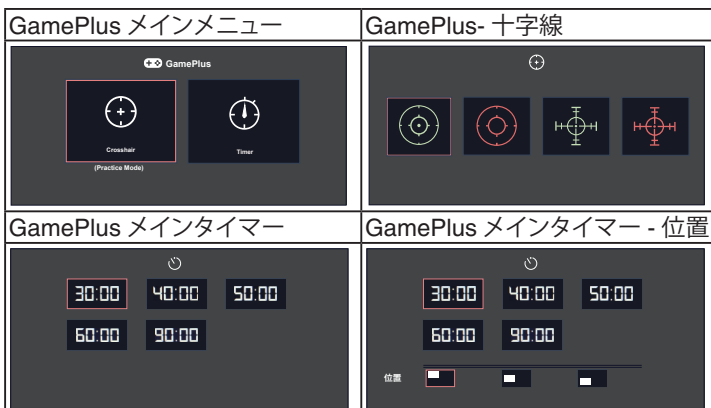 GamePlus メインメニュー
GamePlus- 十字線
GamePlus
Crosshair
Timer
(Practice Mode)
GamePlus メインタイマー
GamePlus メインタイマー - 位置
30:00 40:00 50:00
60:00 90:00
30:00 40:00 50:00
60:00 90:00
位置